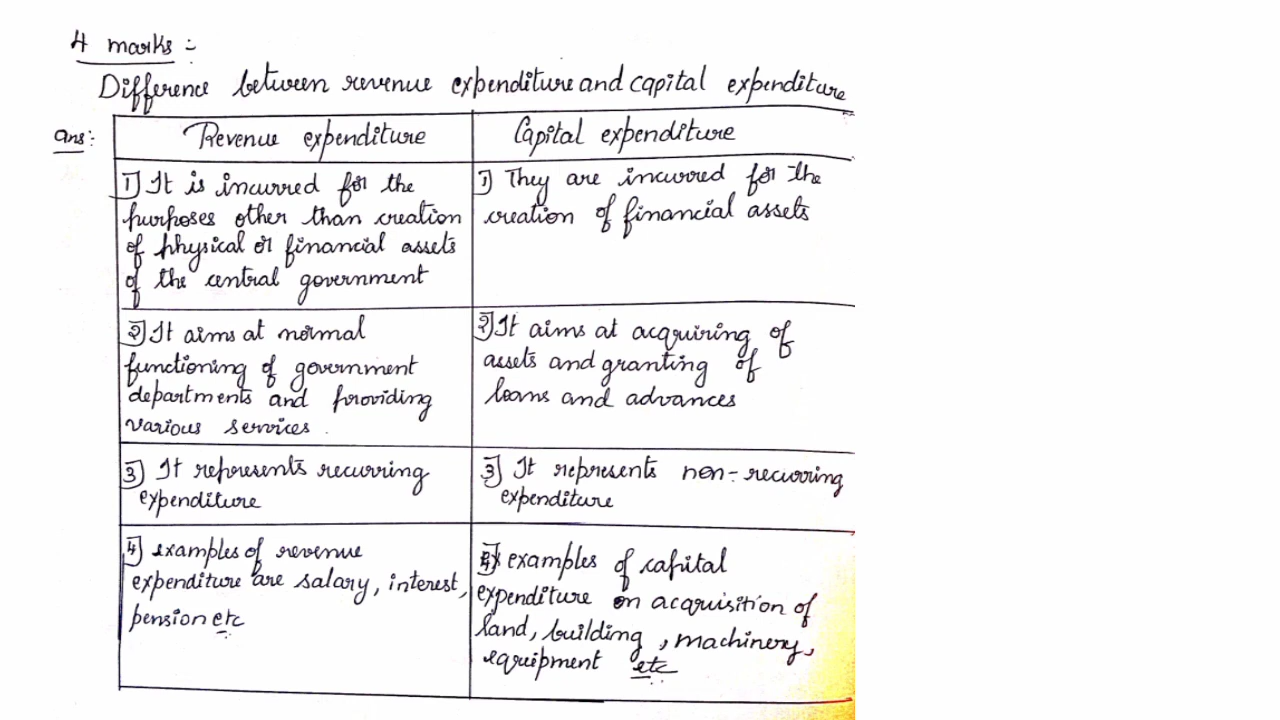 4 marks :-
Difference between revenue expenditure and capital expenditure
ans:
Revenue expenditure
1) It is incurred for the
purposes other than creation
of physical or financial assets
of the central government
2) It aims at normal
functioning of government
departments and providing
various services.
3) It represents recurring
expenditure
4) examples of revenue
expenditure are salary, interest,
pension etc
Capital expenditure
1) They are incurred for the
creation of financial assets
2) It aims at acquiring of
assets and granting of
loans and advances
3) It represents non-recurring
expenditure
4) examples of capital
expenditure on acquisition of
land, building, machinery,
equipment etc